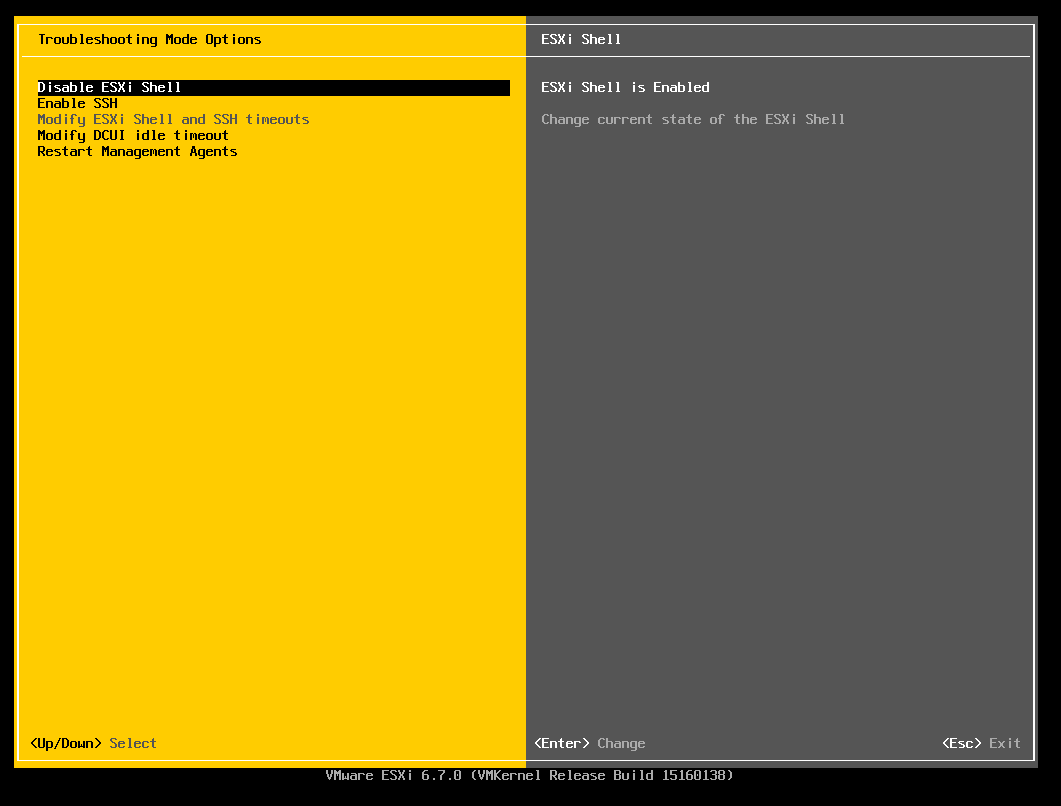 Troubleshooting Mode Options
ESXi Shell
Disable ESXi Shell
Enable SSH
Modify ESXi Shell and SSH timeouts
Modify DCUI idle timeout
Restart Management Agents
ESXi Shell is Enabled
Change current state of the ESXi Shell
<Up/Down> Select
<Enter> Change
<Esc> Exit
VMware ESXi 6.7.0 (VMKernel Release Build 15160138)